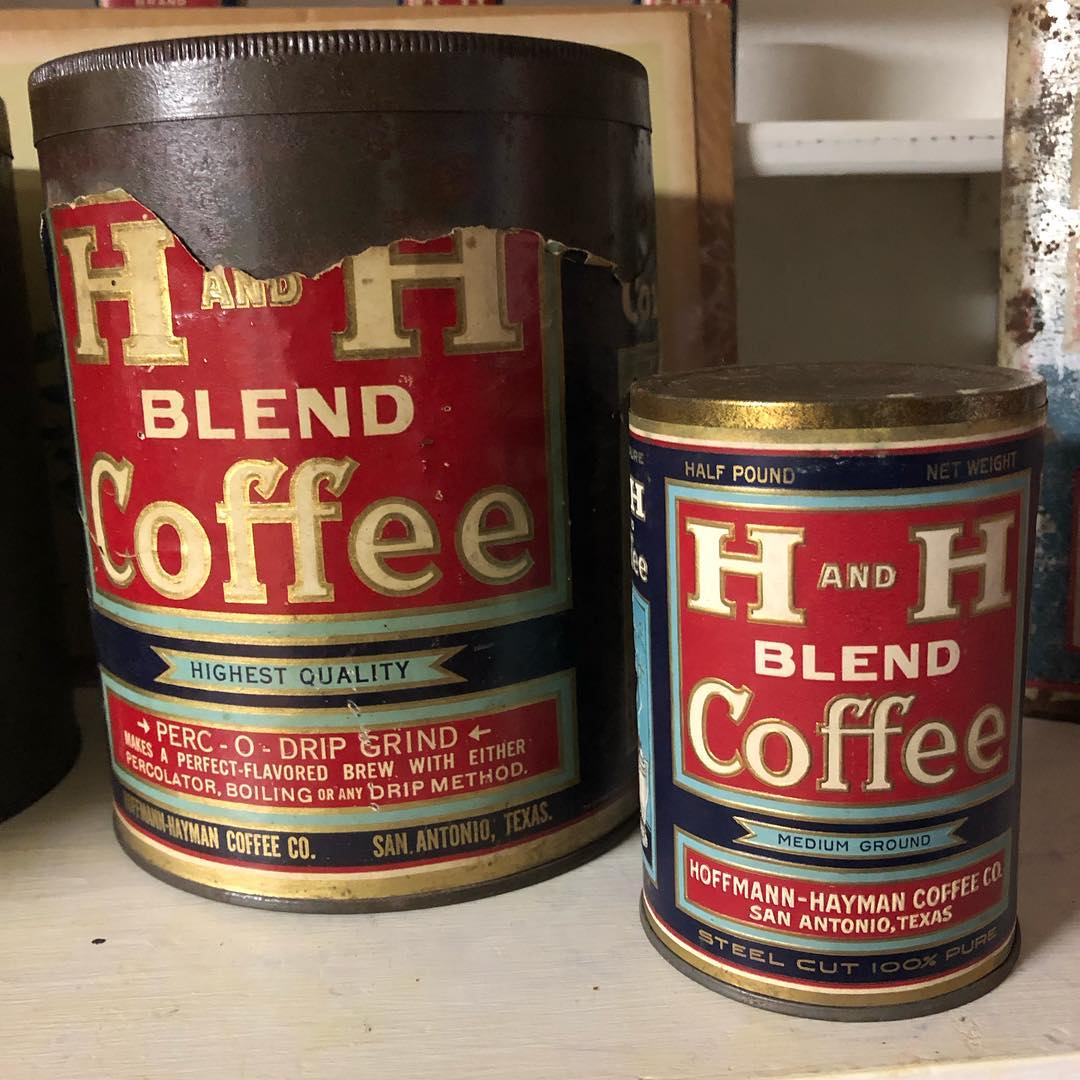 BRAND
H AND H
BLEND
Coffee
HIGHEST QUALITY
→ PERC-O-DRIP GRIND ←
MAKES A PERFECT-FLAVORED BREW WITH EITHER
PERCOLATOR, BOILING OR ANY DRIP METHOD.
HOFFMANN-HAYMAN COFFEE CO. SAN ANTONIO, TEXAS.
HALF POUND NET WEIGHT
H AND H
BLEND
Coffee
MEDIUM GROUND
HOFFMANN-HAYMAN COFFEE CO.
SAN ANTONIO, TEXAS
STEEL CUT 100% PURE